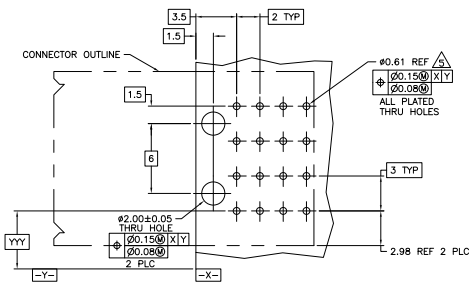 3.5
2 TYP
1.5
CONNECTOR OUTLINE
ø0.61 REF 5
⌖ Ø0.15Ⓜ X Y
Ø0.08Ⓜ
ALL PLATED
THRU HOLES
1.5
6
3 TYP
ø2.00±0.05
THRU HOLE
⌖ Ø0.15Ⓜ X Y
Ø0.08Ⓜ
2 PLC
YYY
2.98 REF 2 PLC
-Y-
-X-